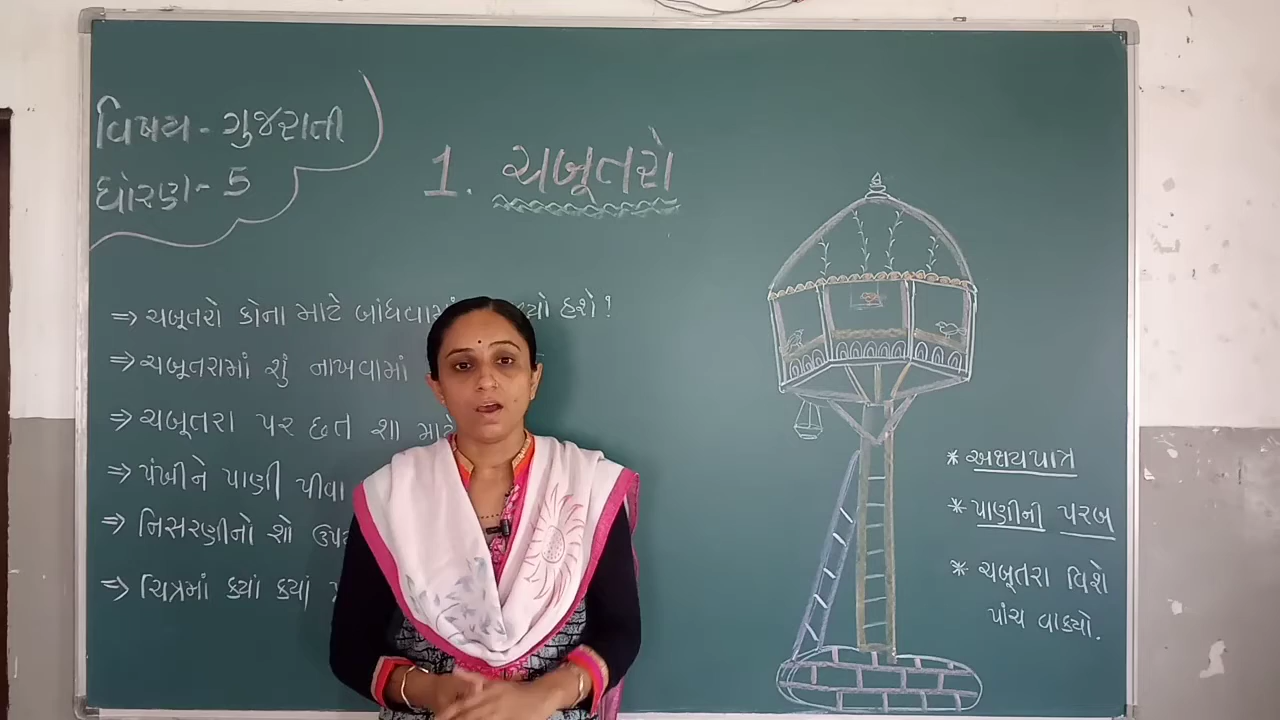 વિષય - ગુજરાતી
ધોરણ - 5
1. ચબૂતરો
⇒ ચબૂતરો કોના માટે બાંધવામાં હશે ?
⇒ ચબૂતરામાં શું નાખવામાં
⇒ ચબૂતરા પર છત શા માટે
⇒ પંખીને પાણી પીવા
⇒ નિસરણીનો શો
⇒ ચિત્રમાં ક્યાં ક્યાં
* અક્ષયપાત્ર
* પાણીની પરબ
* ચબૂતરા વિશે
પાંચ વાક્યો.